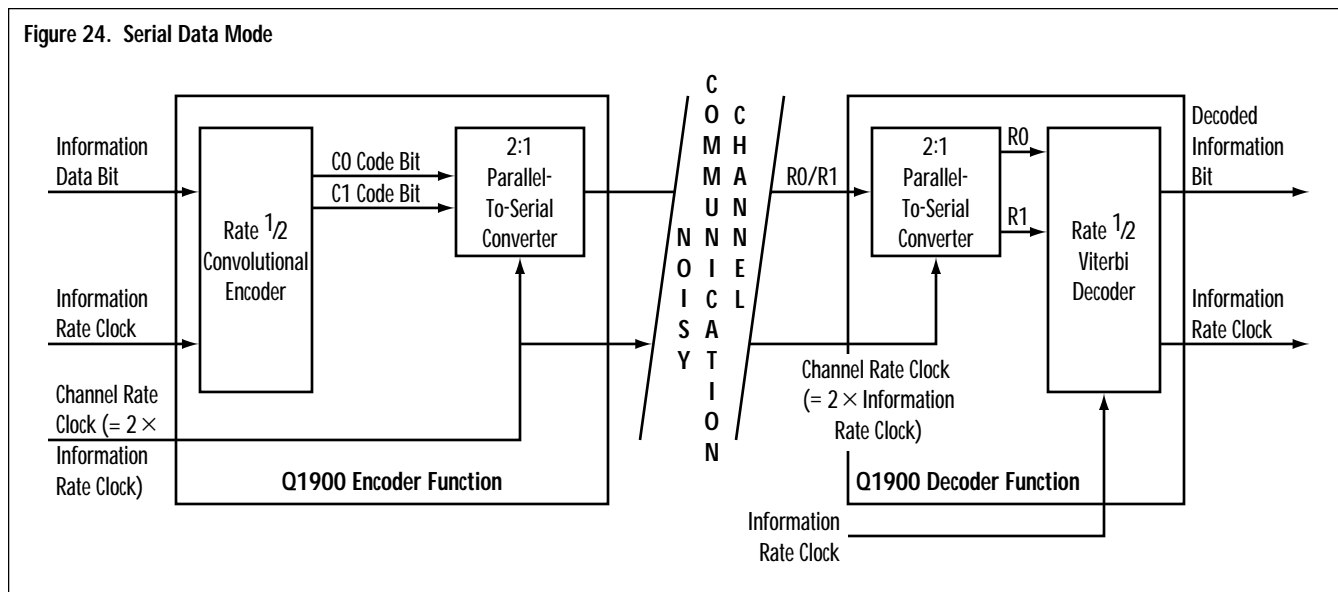 Figure 24. Serial Data Mode
Information
Data Bit
Information
Rate Clock
Channel Rate
Clock (= 2 ×
Information
Rate Clock)
Rate 1/2
Convolutional
Encoder
C0 Code Bit
C1 Code Bit
2:1
Parallel-
To-Serial
Converter
Q1900 Encoder Function
NOISY
COMMUNICATION
CHANNEL
R0/R1
Channel Rate Clock
(= 2 × Information
Rate Clock)
2:1
Parallel-
To-Serial
Converter
R0
R1
Rate 1/2
Viterbi
Decoder
Q1900 Decoder Function
Information
Rate Clock
Decoded
Information
Bit
Information
Rate Clock